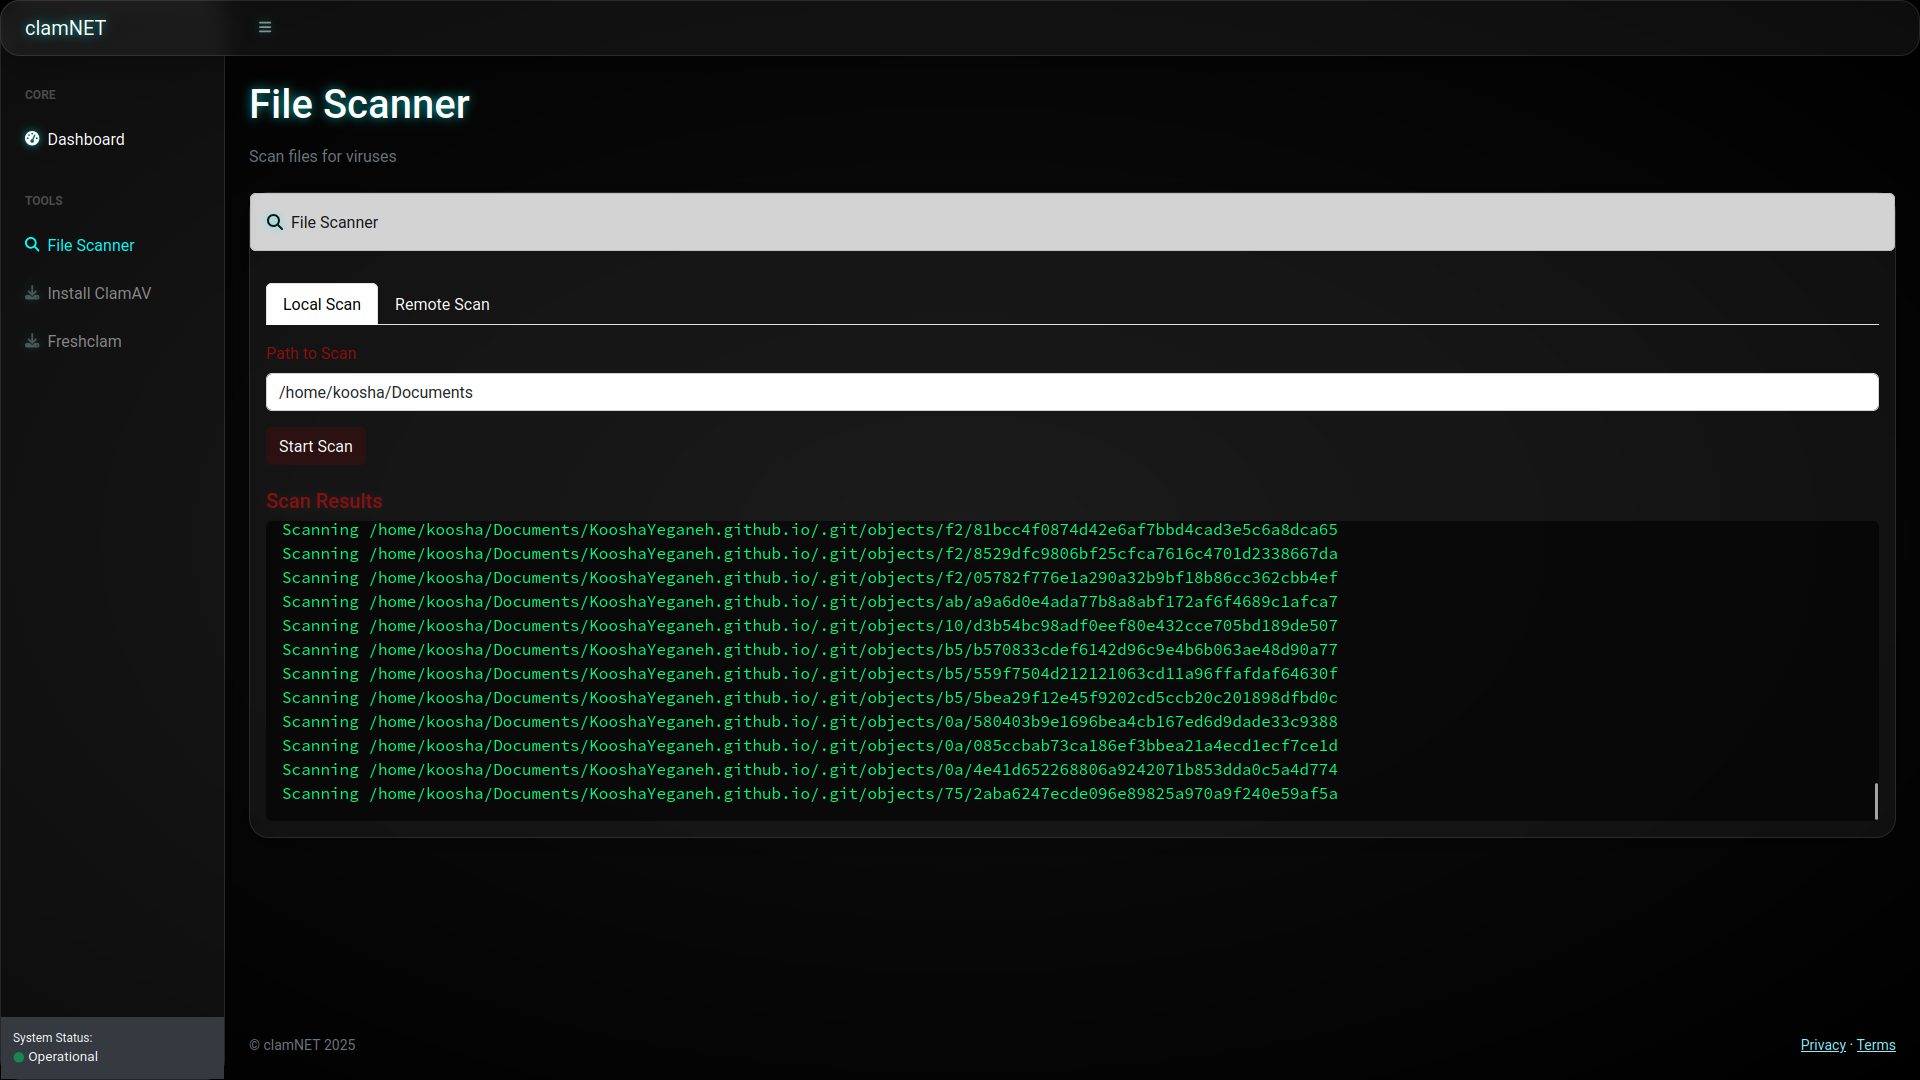 clamNET
CORE
Dashboard
TOOLS
File Scanner
Install ClamAV
Freshclam
System Status:
Operational
File Scanner
Scan files for viruses
File Scanner
Local Scan
Remote Scan
Path to Scan
/home/koosha/Documents
Start Scan
Scan Results
Scanning /home/koosha/Documents/KooshaYeganeh.github.io/.git/objects/f2/81bcc4f0874d42e6af7bbd4cad3e5c6a8dca65
Scanning /home/koosha/Documents/KooshaYeganeh.github.io/.git/objects/f2/8529dfc9806bf25cfca7616c4701d2338667da
Scanning /home/koosha/Documents/KooshaYeganeh.github.io/.git/objects/f2/05782f776e1a290a32b9bf18b86cc362cbb4ef
Scanning /home/koosha/Documents/KooshaYeganeh.github.io/.git/objects/ab/a9a6d0e4ada77b8a8abf172af6f4689c1afca7
Scanning /home/koosha/Documents/KooshaYeganeh.github.io/.git/objects/10/d3b54bc98adf0eef80e432cce705bd189de507
Scanning /home/koosha/Documents/KooshaYeganeh.github.io/.git/objects/b5/b570833cdef6142d96c9e4b6b063ae48d90a77
Scanning /home/koosha/Documents/KooshaYeganeh.github.io/.git/objects/b5/559f7504d212121063cd11a96ffafdaf64630f
Scanning /home/koosha/Documents/KooshaYeganeh.github.io/.git/objects/b5/5bea29f12e45f9202cd5ccb20c201898dfbd0c
Scanning /home/koosha/Documents/KooshaYeganeh.github.io/.git/objects/0a/580403b9e1696bea4cb167ed6d9dade33c9388
Scanning /home/koosha/Documents/KooshaYeganeh.github.io/.git/objects/0a/085ccbab73ca186ef3bbea21a4ecd1ecf7ce1d
Scanning /home/koosha/Documents/KooshaYeganeh.github.io/.git/objects/0a/4e41d652268806a9242071b853dda0c5a4d774
Scanning /home/koosha/Documents/KooshaYeganeh.github.io/.git/objects/75/2aba6247ecde096e89825a970a9f240e59af5a
© clamNET 2025
Privacy · Terms